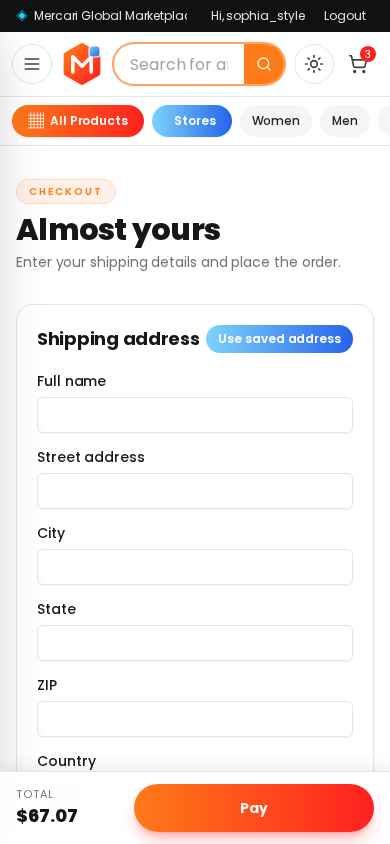 Mercari Global Marketplac
Hi, sophia_style
Logout
Search for a
3
All Products
Stores
Women
Men
CHECKOUT
Almost yours
Enter your shipping details and place the order.
Shipping address
Use saved address
Full name
Street address
City
State
ZIP
Country
TOTAL
$67.07
Pay